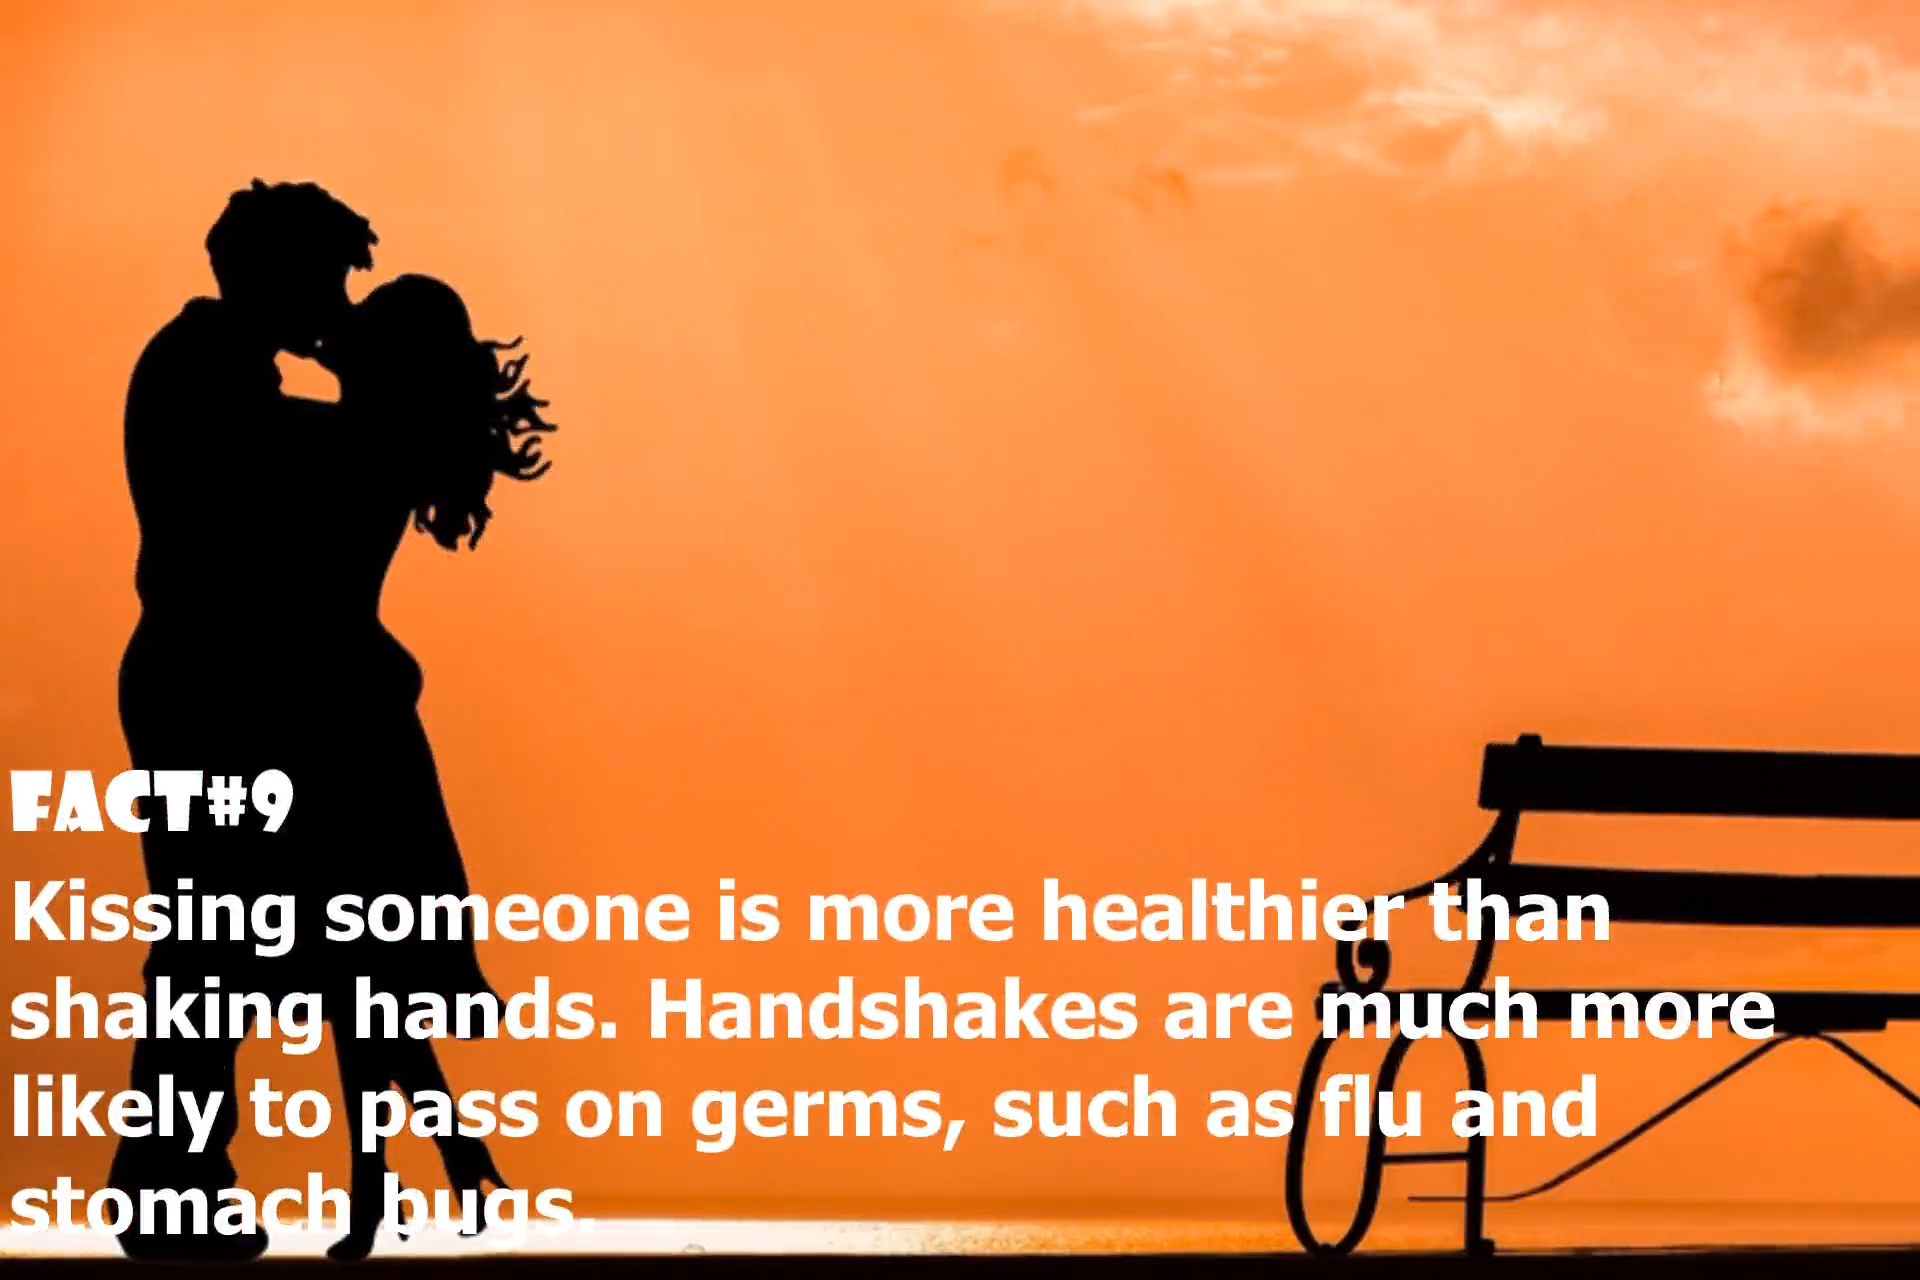 FACT#9
Kissing someone is more healthier than
shaking hands. Handshakes are much more
likely to pass on germs, such as flu and
stomach bugs.